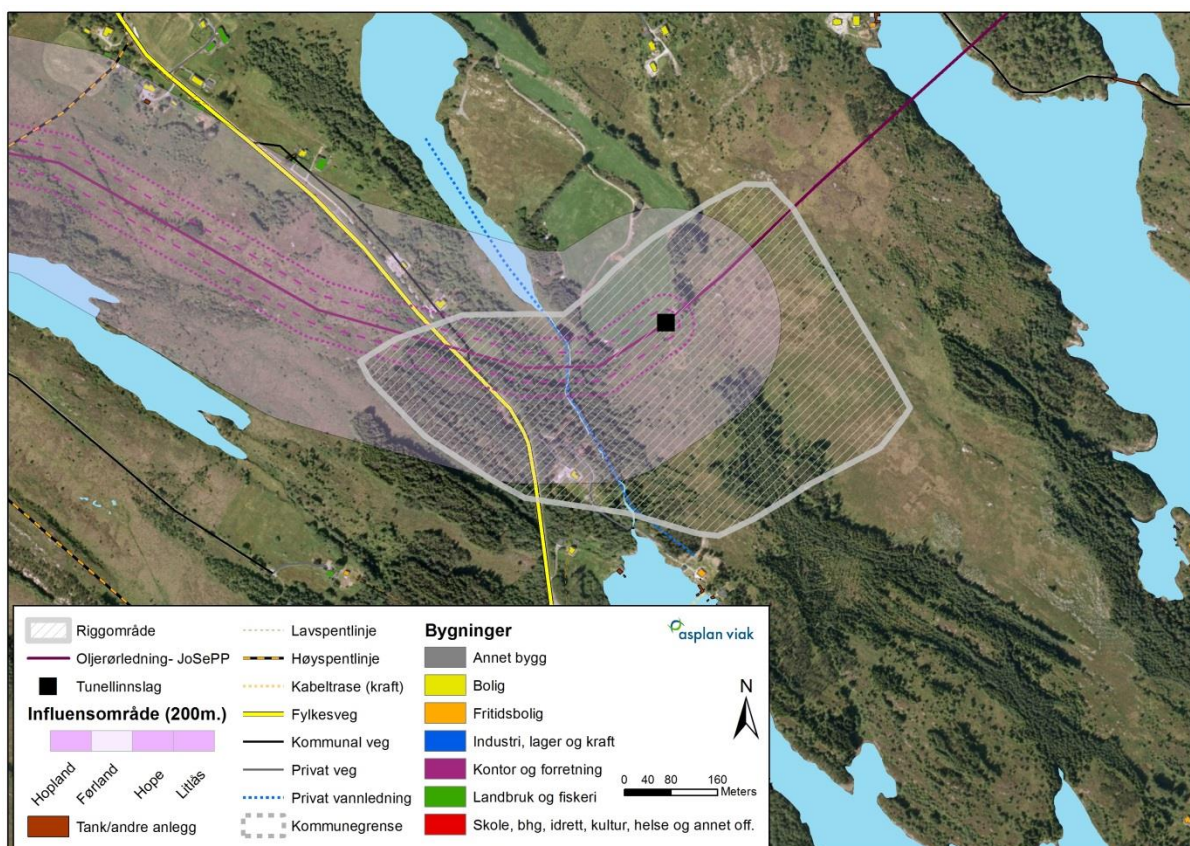 Riggområde
Oljerørledning- JoSePP
Tunellinnslag
Influensområde (200m.)
Hopland
Førland
Hope
Litlås
Tank/andre anlegg
Lavspentlinje
Høyspentlinje
Kabeltrase (kraft)
Fylkesveg
Kommunal veg
Privat veg
Privat vannledning
Kommunegrense
Bygninger
Annet bygg
Bolig
Fritidsbolig
Industri, lager og kraft
Kontor og forretning
Landbruk og fiskeri
Skole, bhg, idrett, kultur, helse og annet off.
asplan viak
N
0 40 80 160
Meters